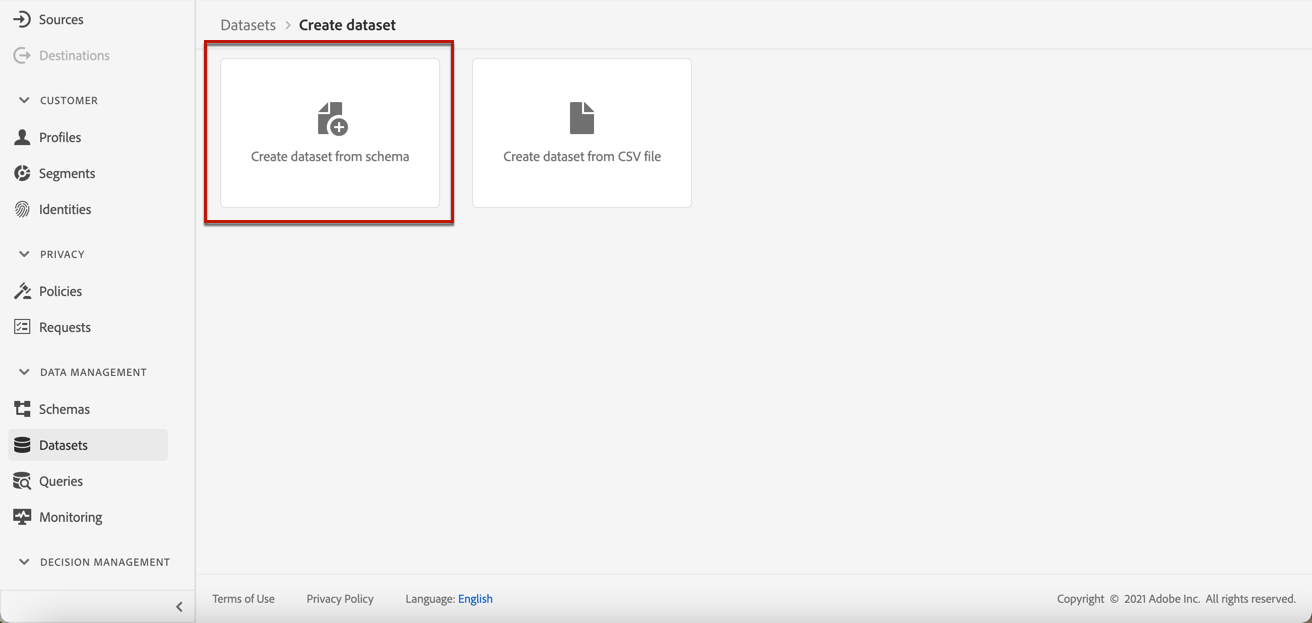 Sources
Destinations
CUSTOMER
Profiles
Segments
Identities
PRIVACY
Policies
Requests
DATA MANAGEMENT
Schemas
Datasets
Queries
Monitoring
DECISION MANAGEMENT
Datasets > Create dataset
Create dataset from schema
Create dataset from CSV file
Terms of Use Privacy Policy Language: English Copyright © 2021 Adobe Inc. All rights reserved.